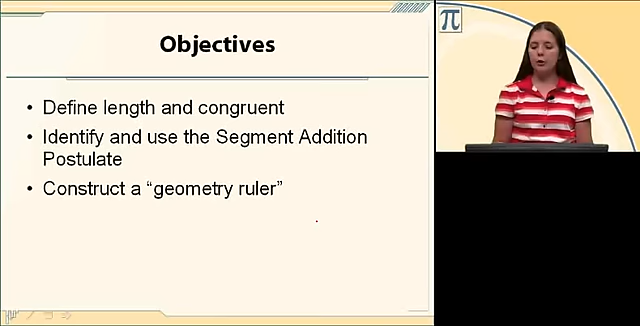 Objectives
π
• Define length and congruent
• Identify and use the Segment Addition
Postulate
• Construct a “geometry ruler”